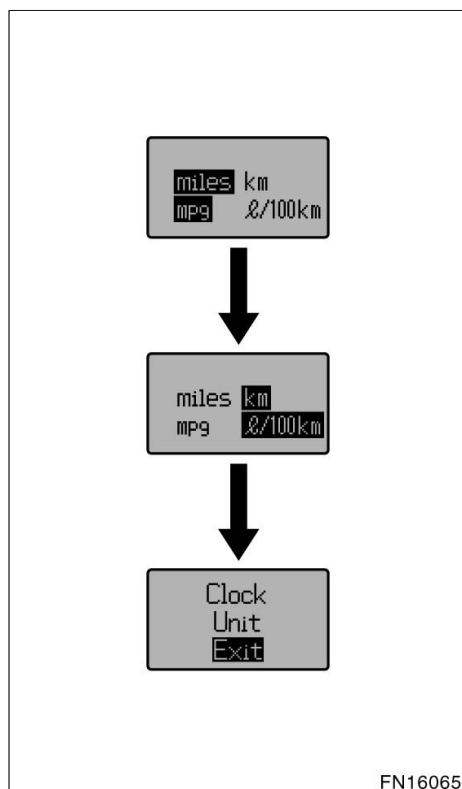 miles km
mpg ℓ/100km
miles km
mpg ℓ/100km
Clock
Unit
Exit
FN16065